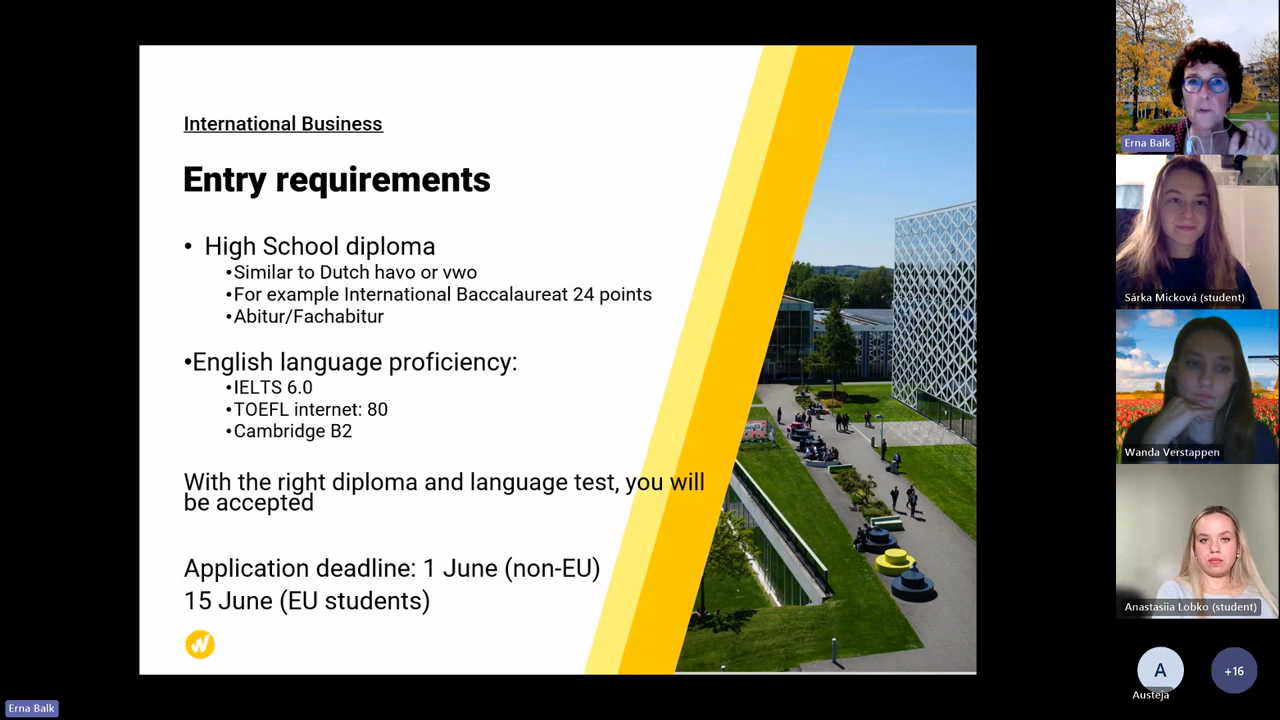 International Business
Entry requirements
• High School diploma
•Similar to Dutch havo or vwo
•For example International Baccalaureat 24 points
•Abitur/Fachabitur
•English language proficiency:
•IELTS 6.0
•TOEFL internet: 80
•Cambridge B2
With the right diploma and language test, you will
be accepted
Application deadline: 1 June (non-EU)
15 June (EU students)
Erna Balk
Erna Balk
Sárka Micková (student)
Wanda Verstappen
Anastasiia Lobko (student)
A
Austėja
+16